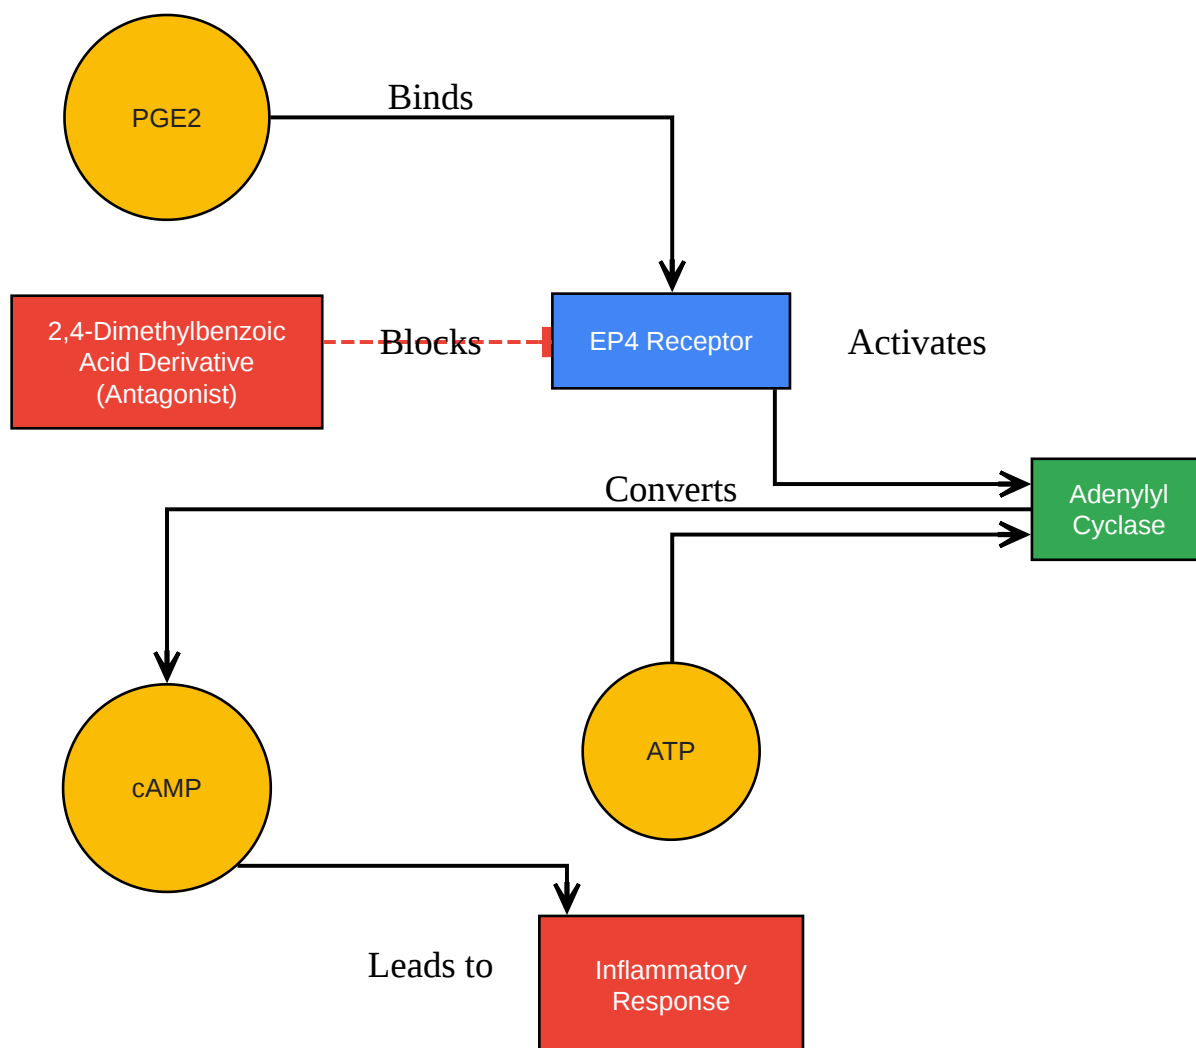 Binds
PGE2
2,4-Dimethylbenzoic
Acid Derivative
(Antagonist)
Blocks
EP4 Receptor
Activates
Converts
Adenylyl
Cyclase
ATP
cAMP
Leads to
Inflammatory
Response